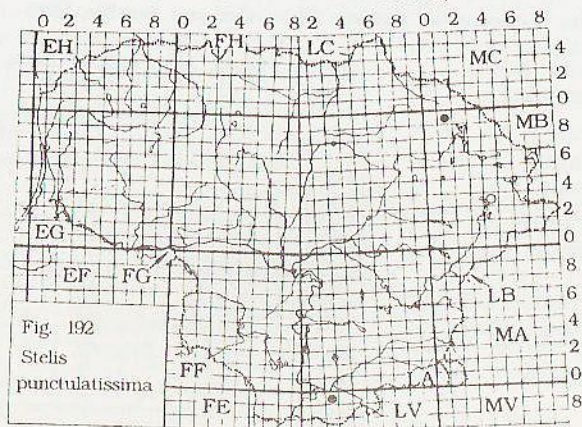 0 2 4 6 8 0 2 4 6 8 2 4 6 8 0 2 4 6 8
EH FH LC MC
4
2
0
MB
8
6
4
2
EG
0
EF FG
8
LB
6
MA
4
Fig. 192
Stelis
punctulatissima
2
FF
0
FE LV MV
8